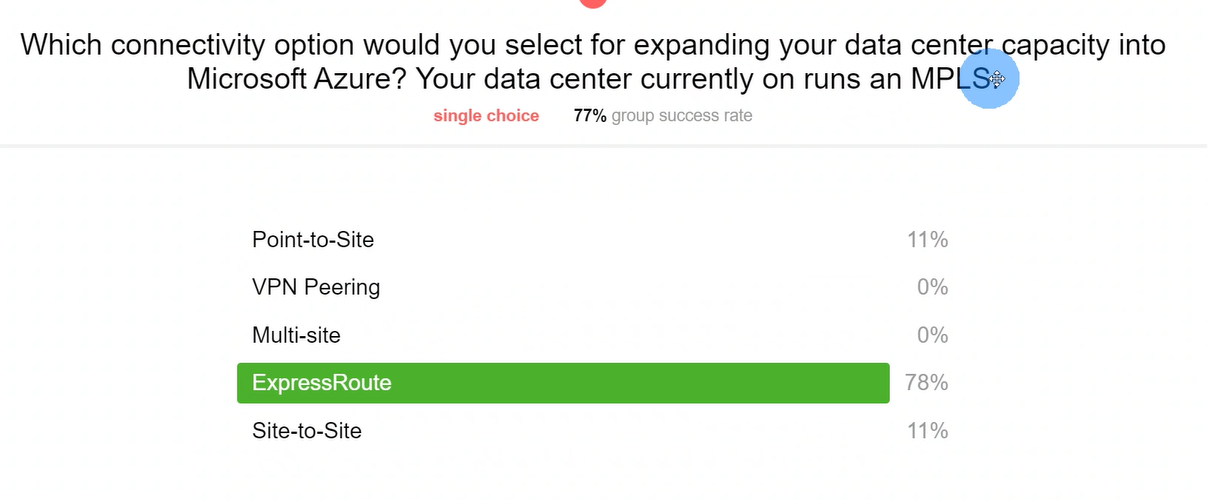 Which connectivity option would you select for expanding your data center capacity into
Microsoft Azure? Your data center currently on runs an MPLS.
single choice 77% group success rate
Point-to-Site 11%
VPN Peering 0%
Multi-site 0%
ExpressRoute 78%
Site-to-Site 11%